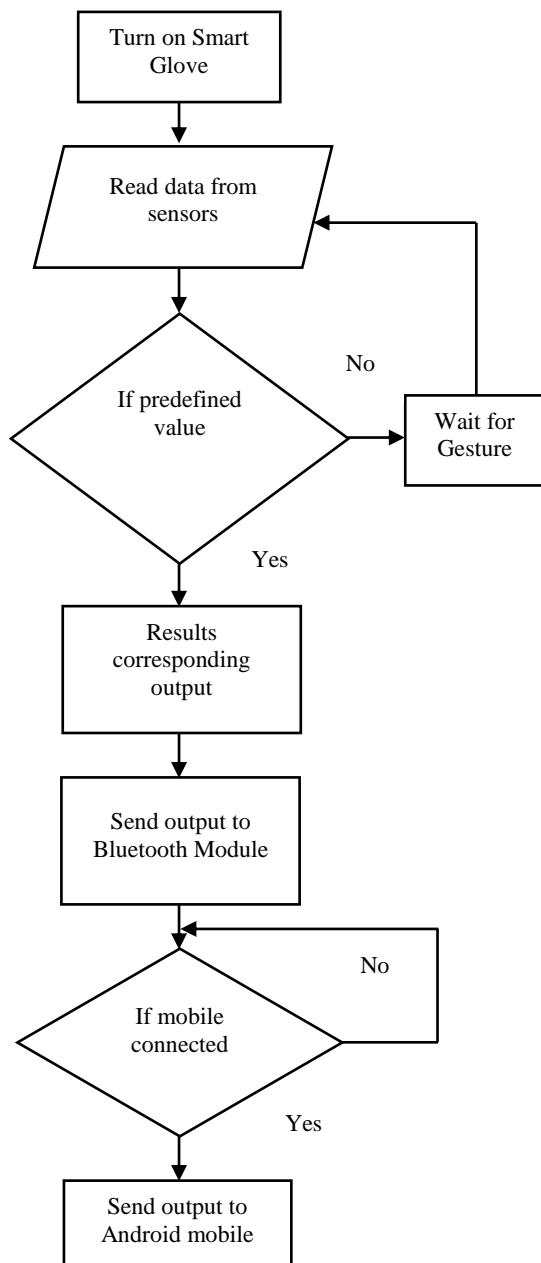 Turn on Smart
Glove
Read data from
sensors
No
If predefined
value
Wait for
Gesture
Yes
Results
corresponding
output
Send output to
Bluetooth Module
No
If mobile
connected
Yes
Send output to
Android mobile